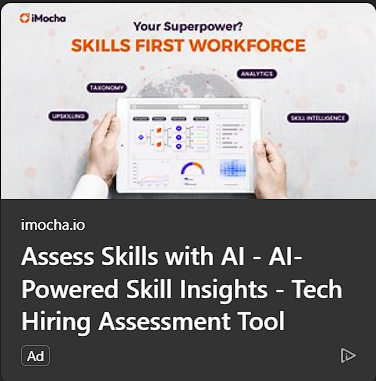 iMocha
Your Superpower?
SKILLS FIRST WORKFORCE
ANALYTICS
TAXONOMY
UPSKILLING
SKILL INTELLIGENCE
imocha.io
Assess Skills with AI - AI-
Powered Skill Insights - Tech
Hiring Assessment Tool
Ad